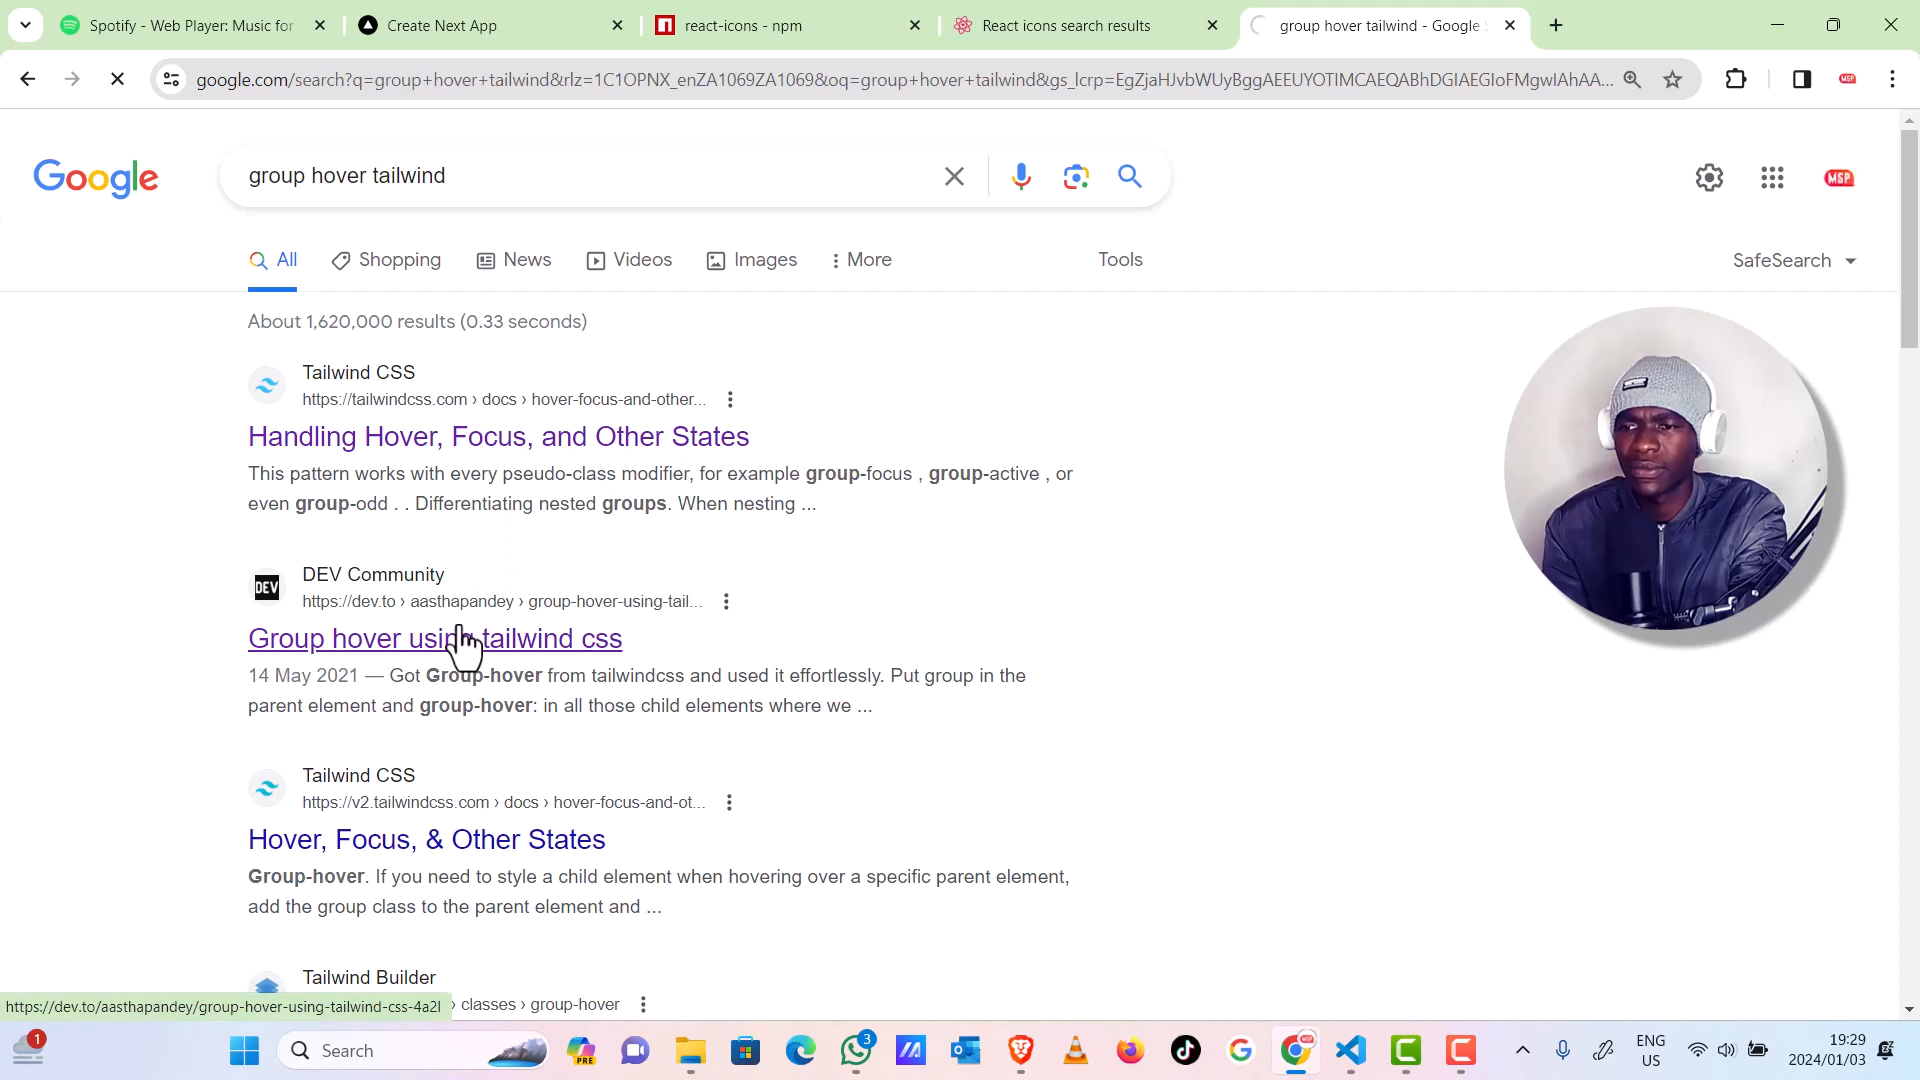 Spotify - Web Player: Music for
Create Next App
react-icons - npm
React icons search results
group hover tailwind - Google S
google.com/search?q=group+hover+tailwind&rlz=1C1OPNX_enZA1069ZA1069&oq=group+hover+tailwind&gs_lcrp=EgZjaHJvbWUyBggAEEUYOTIMCAEQABhDGIAEGIoFMgwIAhAA...
Google
group hover tailwind
MSP
All
Shopping
News
Videos
Images
More
Tools
SafeSearch
About 1,620,000 results (0.33 seconds)
Tailwind CSS
https://tailwindcss.com › docs › hover-focus-and-other...
Handling Hover, Focus, and Other States
This pattern works with every pseudo-class modifier, for example group-focus , group-active , or
even group-odd . . Differentiating nested groups. When nesting ...
DEV
DEV Community
https://dev.to › aasthapandey › group-hover-using-tail...
Group hover using tailwind css
14 May 2021 — Got Group-hover from tailwindcss and used it effortlessly. Put group in the
parent element and group-hover: in all those child elements where we ...
Tailwind CSS
https://v2.tailwindcss.com › docs › hover-focus-and-ot...
Hover, Focus, & Other States
Group-hover. If you need to style a child element when hovering over a specific parent element,
add the group class to the parent element and ...
Tailwind Builder
https://dev.to/aasthapandey/group-hover-using-tailwind-css-4a2l
› classes › group-hover
1
Search
PRE
3
MSP
ENG
US
19:29
2024/01/03